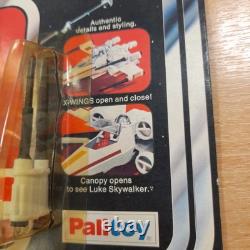 Authentic
details and styling.
X-WINGS open and close!
Canopy opens
to see Luke Skywalker.
Palitoy